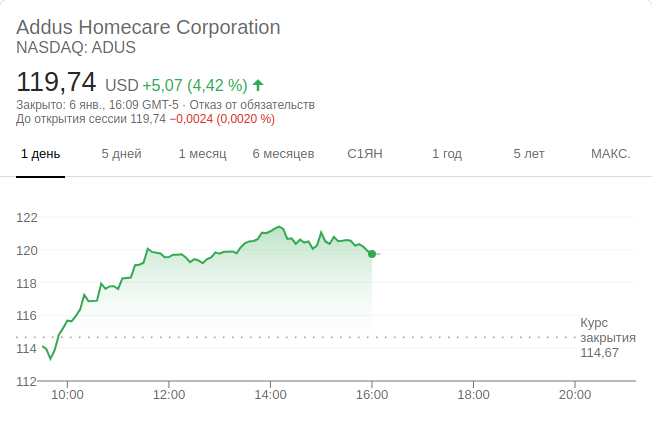 Addus Homecare Corporation
NASDAQ: ADUS
119,74 USD +5,07 (4,42 %)
Закрыто: 6 янв., 16:09 GMT-5 · Отказ от обязательств
До открытия сессии 119,74 −0,0024 (0,0020 %)
1 день 5 дней 1 месяц 6 месяцев С1ЯН 1 год 5 лет МАКС.
122
120
118
116
114
112
Курс
закрытия
114,67
10:00 12:00 14:00 16:00 18:00 20:00